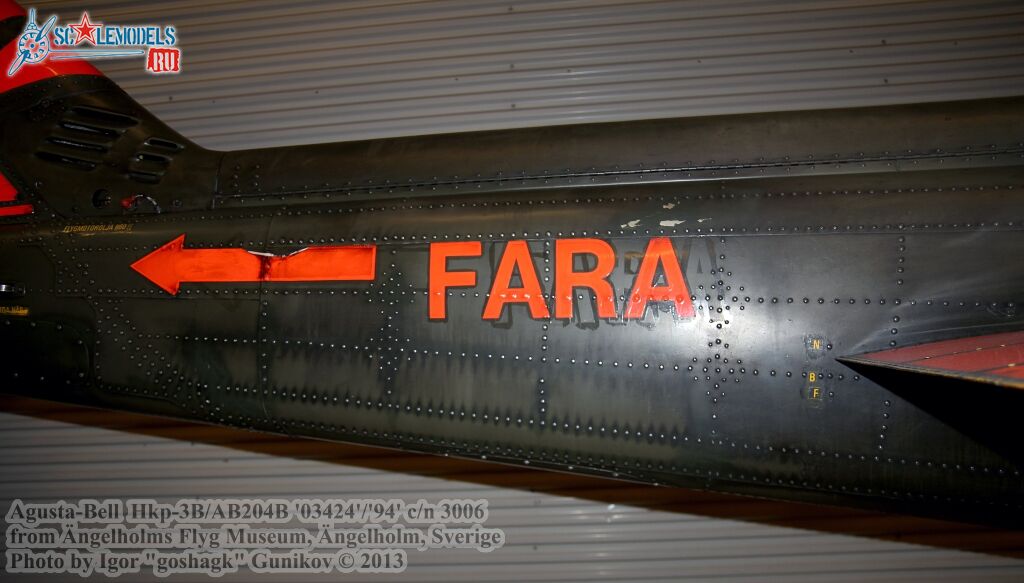 SCALEMODELS
RU
FLYGMOTOROLJA
FARA
N
B
F
Agusta-Bell Hkp-3B/AB204B '03424'/'94' c/n 3006
from Ängelholms Flyg Museum, Ängelholm, Sverige
Photo by Igor "goshagk" Gunikov © 2013